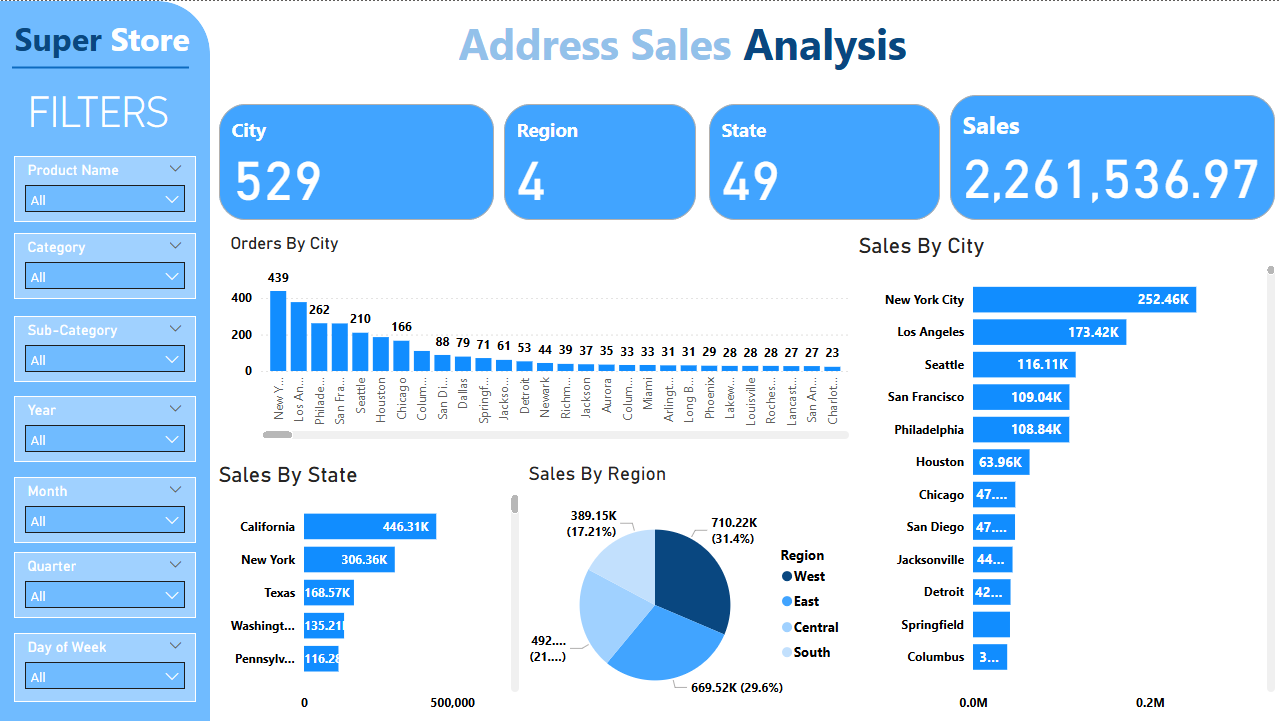 Super Store
FILTERS
Product Name
All
Category
All
Sub-Category
All
Year
All
Month
All
Quarter
All
Day of Week
All
Address Sales Analysis
City
529
Region
4
State
49
Sales
2,261,536.97
Orders By City
400
200
0
439
262
210
166
88
79
71
61
53
44
39
37
35
33
33
31
31
29
28
28
28
27
27
23
New Y...
Los An...
Philade...
San Fra...
Seattle
Houston
Chicago
Colum...
San Di...
Dallas
Springf...
Jackso...
Detroit
Newark
Richm...
Jackson
Aurora
Colum...
Miami
Arlingt...
Long B...
Phoenix
Lakew...
Louisville
Roches...
Lancast...
San An...
Charlot...
Sales By City
New York City 252.46K
Los Angeles 173.42K
Seattle 116.11K
San Francisco 109.04K
Philadelphia 108.84K
Houston 63.96K
Chicago 47....
San Diego 47....
Jacksonville 44...
Detroit 42...
Springfield
Columbus 3...
0.0M 0.2M
Sales By State
California 446.31K
New York 306.36K
Texas 168.57K
Washingt... 135.21
Pennsylv... 116.28
0 500,000
Sales By Region
389.15K
(17.21%)
710.22K
(31.4%)
492....
(21....)
669.52K (29.6%)
Region
West
East
Central
South